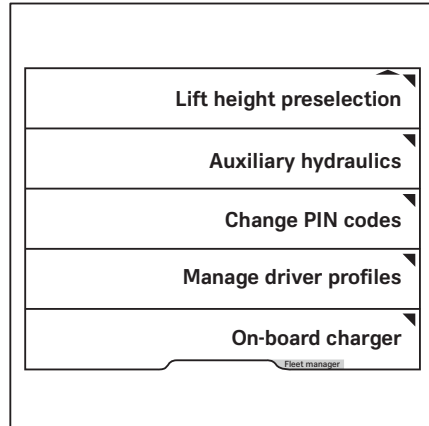 Lift height preselection
Auxiliary hydraulics
Change PIN codes
Manage driver profiles
On-board charger
Fleet manager